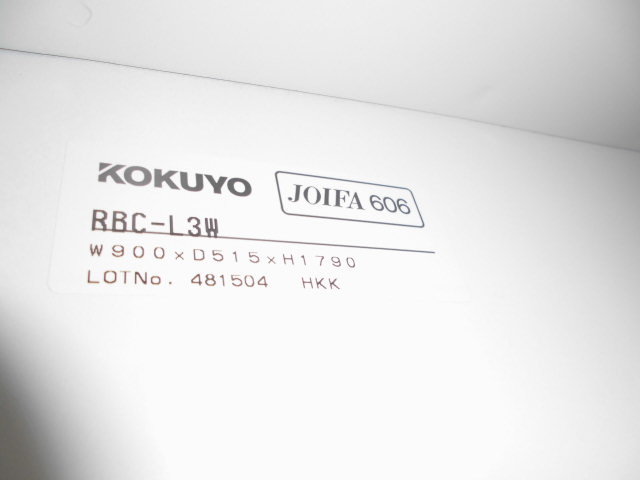 KOKUYO JOIFA 606
RBC-L3W
W900×D515×H1790
LOTNo. 481504 HKK